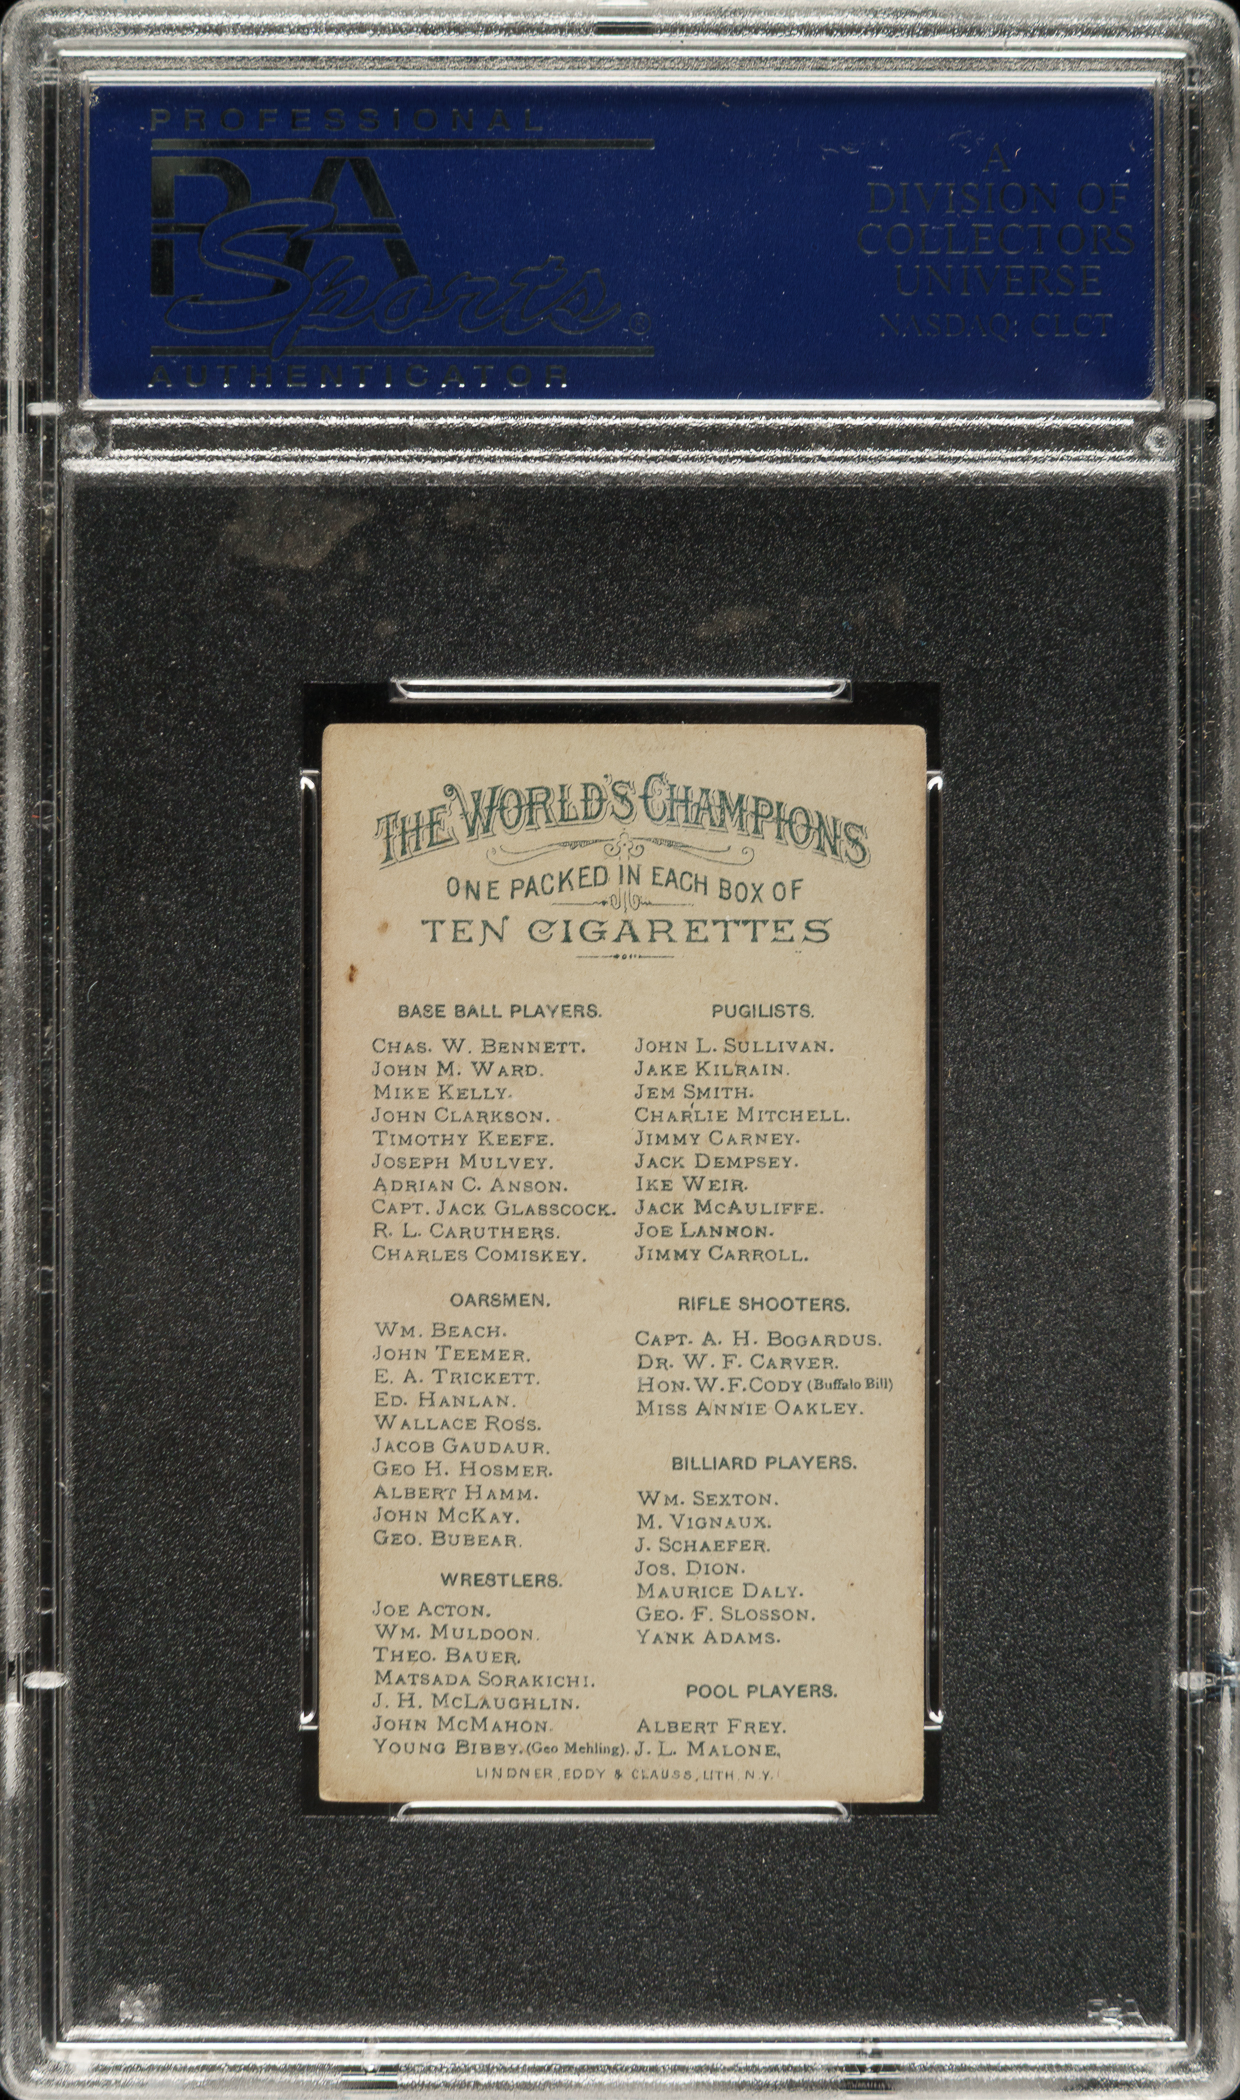 PROFESSIONAL
PSA
Sports®
AUTHENTICATOR
A
DIVISION OF
COLLECTORS
UNIVERSE
NASDAQ: CLCT
THE WORLD'S CHAMPIONS
ONE PACKED IN EACH BOX OF
TEN CIGARETTES
BASE BALL PLAYERS.
CHAS. W. BENNETT.
JOHN M. WARD.
MIKE KELLY.
JOHN CLARKSON.
TIMOTHY KEEFE.
JOSEPH MULVEY.
ADRIAN C. ANSON.
CAPT. JACK GLASSCOCK.
R. L. CARUTHERS.
CHARLES COMISKEY.
OARSMEN.
WM. BEACH.
JOHN TEEMER.
E. A. TRICKETT.
ED. HANLAN.
WALLACE ROSS.
JACOB GAUDAUR.
GEO H. HOSMER.
ALBERT HAMM.
JOHN MCKAY.
GEO. BUBEAR.
WRESTLERS.
JOE ACTON.
WM. MULDOON.
THEO. BAUER.
MATSADA SORAKICHI.
J. H. MCLAUGHLIN.
JOHN MCMAHON.
YOUNG BIBBY. (Geo Mehling).
PUGILISTS.
JOHN L. SULLIVAN.
JAKE KILRAIN.
JEM SMITH.
CHARLIE MITCHELL.
JIMMY CARNEY.
JACK DEMPSEY.
IKE WEIR.
JACK MCAULIFFE.
JOE LANNON.
JIMMY CARROLL.
RIFLE SHOOTERS.
CAPT. A. H. BOGARDUS.
DR. W. F. CARVER.
HON. W. F. CODY (Buffalo Bill)
MISS ANNIE OAKLEY.
BILLIARD PLAYERS.
WM. SEXTON.
M. VIGNAUX.
J. SCHAEFER.
JOS. DION.
MAURICE DALY.
GEO. F. SLOSSON.
YANK ADAMS.
POOL PLAYERS.
ALBERT FREY.
J. L. MALONE.
LINDNER, EDDY & CLAUSS, LITH. N.Y.